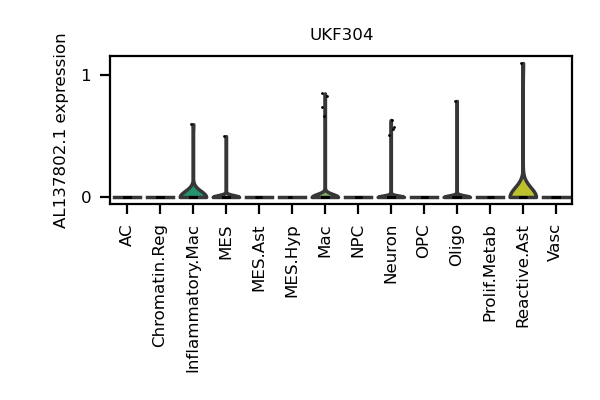 UKF304
AL137802.1 expression
1
0
AC
Chromatin.Reg
Inflammatory.Mac
MES
MES.Ast
MES.Hyp
Mac
NPC
Neuron
OPC
Oligo
Prolif.Metab
Reactive.Ast
Vasc